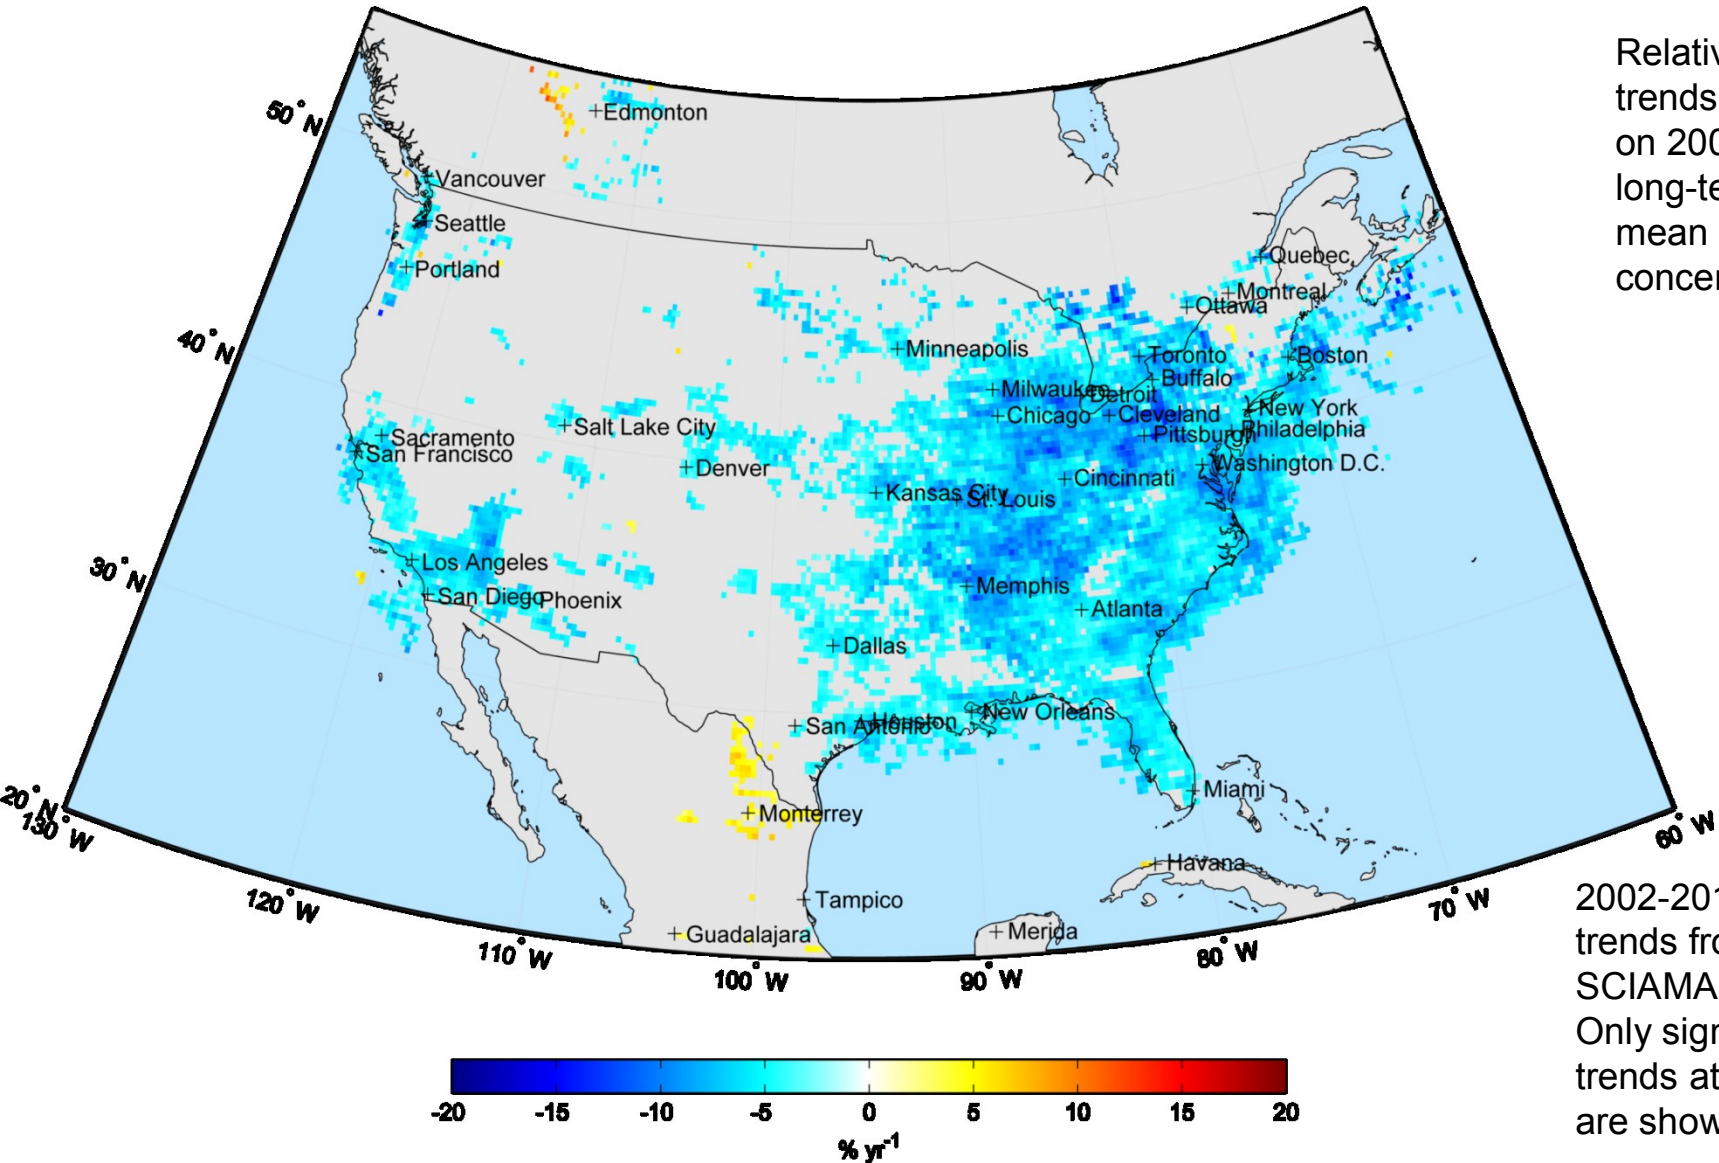 Relativ
trends
on 200
long-te
mean
concer
50° N
40° N
30° N
20° N
130° W
120° W
110° W
100° W
90° W
80° W
70° W
60° W
Edmonton
Vancouver
Seattle
Portland
Quebec
Montreal
Ottawa
Minneapolis
Toronto
Boston
Buffalo
Milwaukee
Detroit
Chicago
Cleveland
New York
Salt Lake City
Philadelphia
Pittsburgh
Sacramento
San Francisco
Denver
Washington D.C.
Cincinnati
Kansas City
St. Louis
Los Angeles
San Diego
Phoenix
Memphis
Atlanta
Dallas
New Orleans
Houston
San Antonio
Miami
Monterrey
Havana
Tampico
Guadalajara
Merida
2002-201
trends fro
SCIAMA
Only sign
trends at
are show
-20 -15 -10 -5 0 5 10 15 20
% yr-1